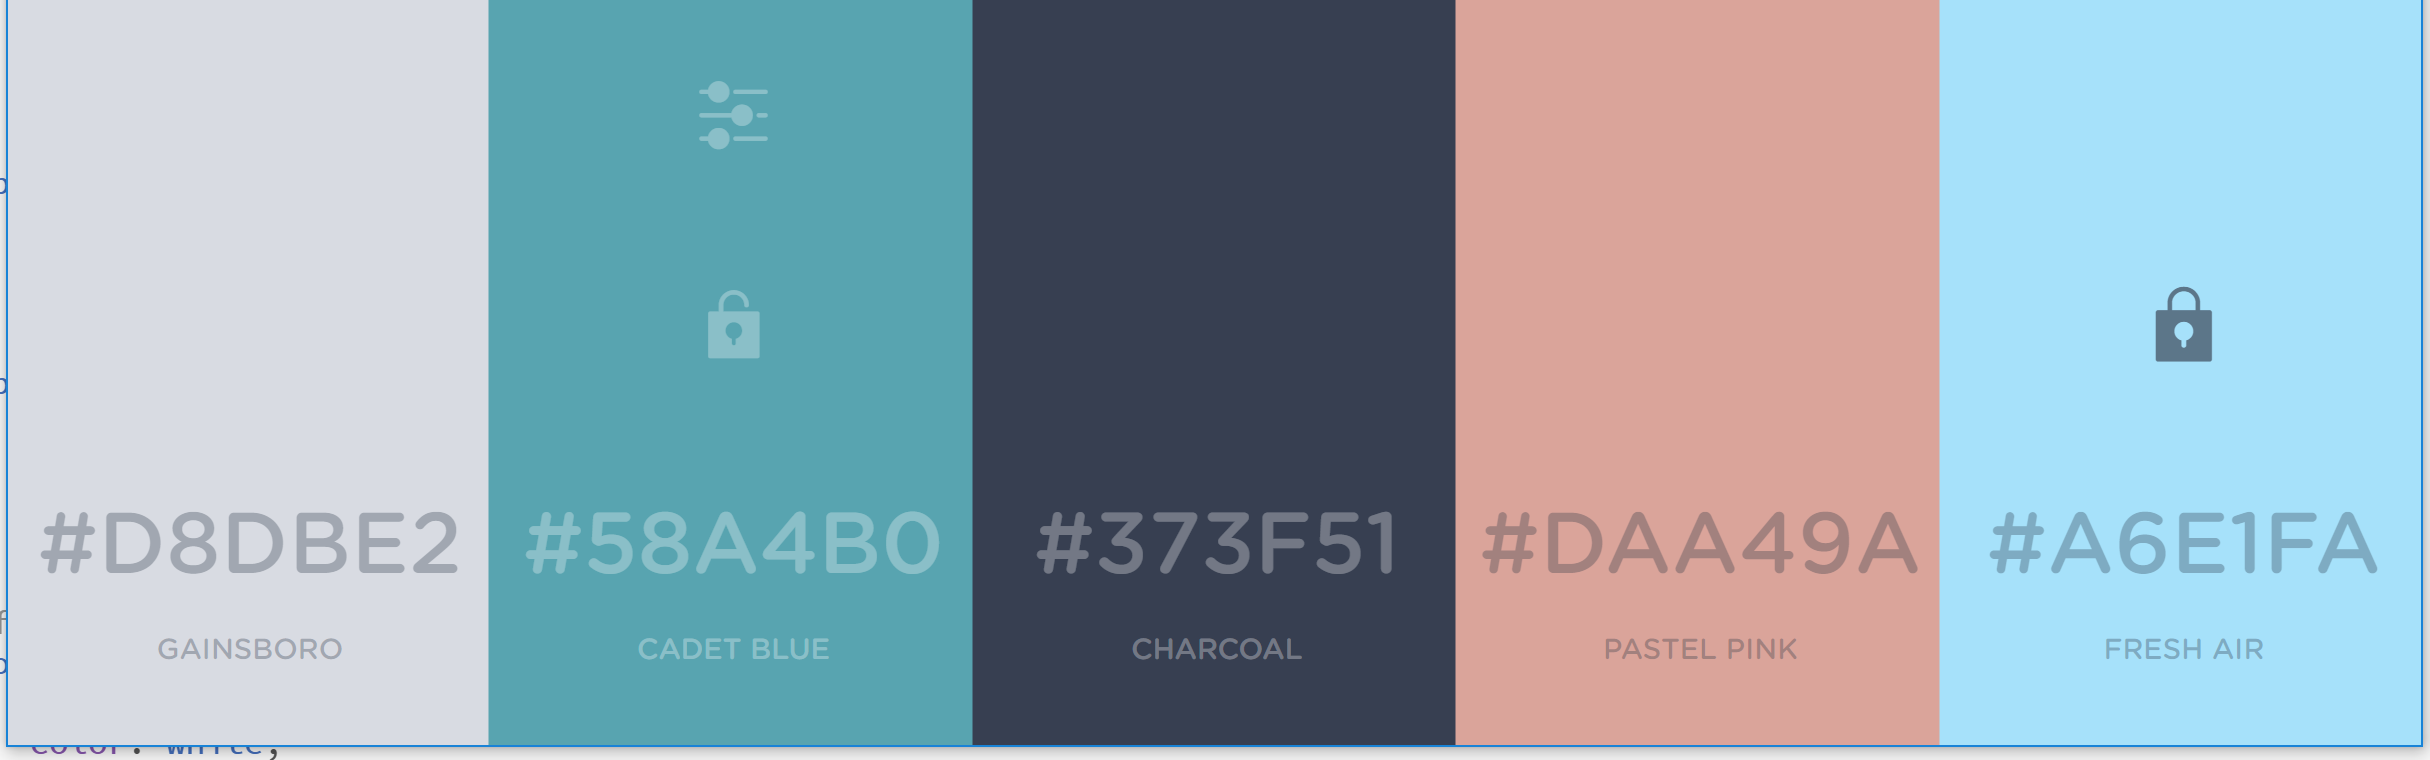 #D8DBE2
#58A4B0
#373F51
#DAA49A
#A6E1FA
GAINSBORO
CADET BLUE
CHARCOAL
PASTEL PINK
FRESH AIR
color: white;